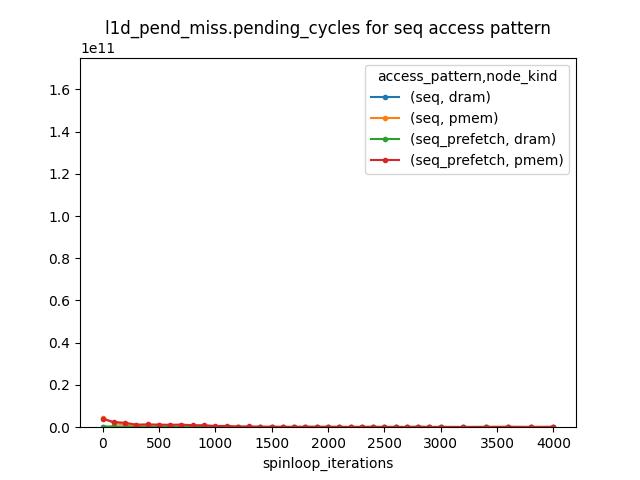 l1d_pend_miss.pending_cycles for seq access pattern
1e11
access_pattern,node_kind
(seq, dram)
(seq, pmem)
(seq_prefetch, dram)
(seq_prefetch, pmem)
1.6
1.4
1.2
1.0
0.8
0.6
0.4
0.2
0.0
0 500 1000 1500 2000 2500 3000 3500 4000
spinloop_iterations